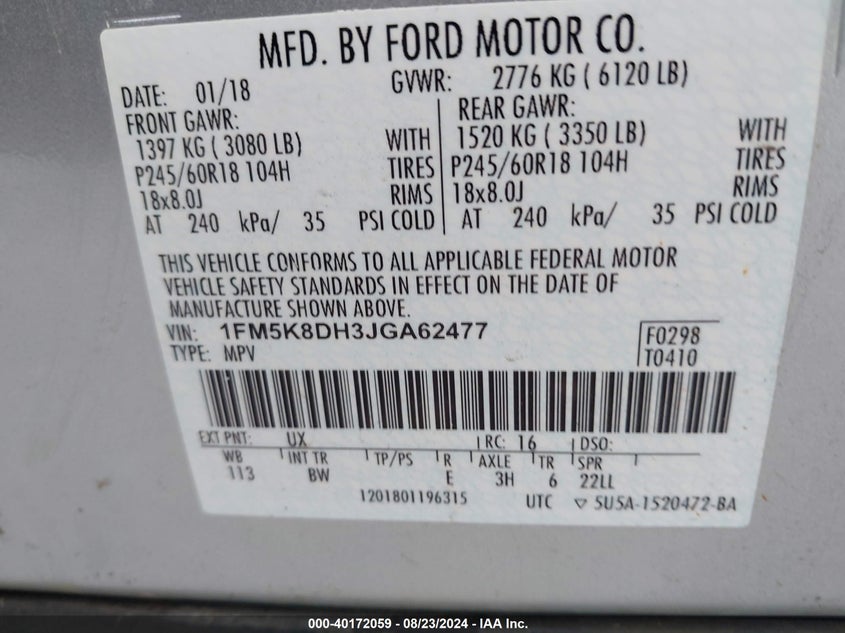 MFD. BY FORD MOTOR CO.
DATE: 01/18 GVWR: 2776 KG ( 6120 LB)
FRONT GAWR: REAR GAWR:
1397 KG ( 3080 LB) WITH 1520 KG ( 3350 LB) WITH
P245/60R18 104H TIRES P245/60R18 104H TIRES
18x8.0J RIMS 18x8.0J RIMS
AT 240 kPa/ 35 PSI COLD AT 240 kPa/ 35 PSI COLD
THIS VEHICLE CONFORMS TO ALL APPLICABLE FEDERAL MOTOR
VEHICLE SAFETY STANDARDS IN EFFECT ON THE DATE OF
MANUFACTURE SHOWN ABOVE.
VIN: 1FM5K8DH3JGA62477 F0298
TYPE: MPV T0410
EXT PNT: UX RC: 16 DSO:
WB INT TR TP/PS R AXLE TR SPR
113 BW E 3H 6 22LL
1201801196315 UTC ▽ 5U5A-1520472-BA
000-40172059 - 08/23/2024 - IAA Inc.